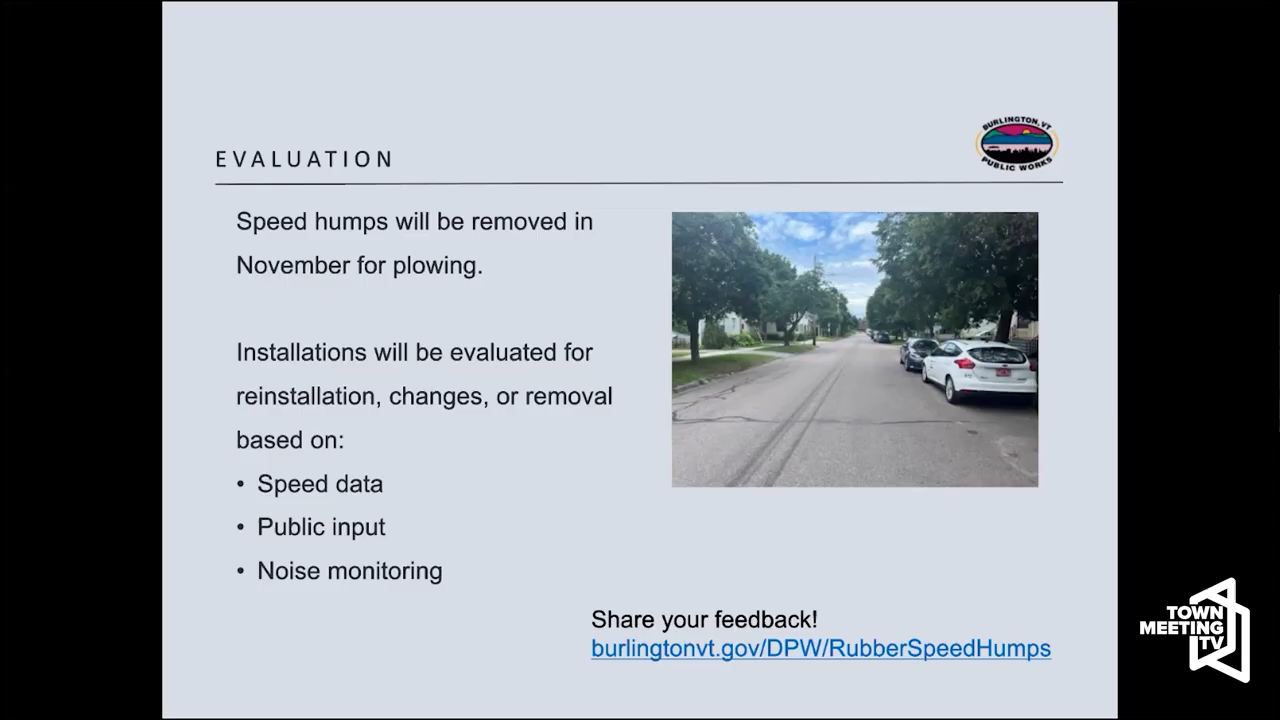 EVALUATION
BURLINGTON, VT
PUBLIC WORKS
Speed humps will be removed in
November for plowing.
Installations will be evaluated for
reinstallation, changes, or removal
based on:
• Speed data
• Public input
• Noise monitoring
Share your feedback!
burlingtonvt.gov/DPW/RubberSpeedHumps
TOWN
MEETING
TV